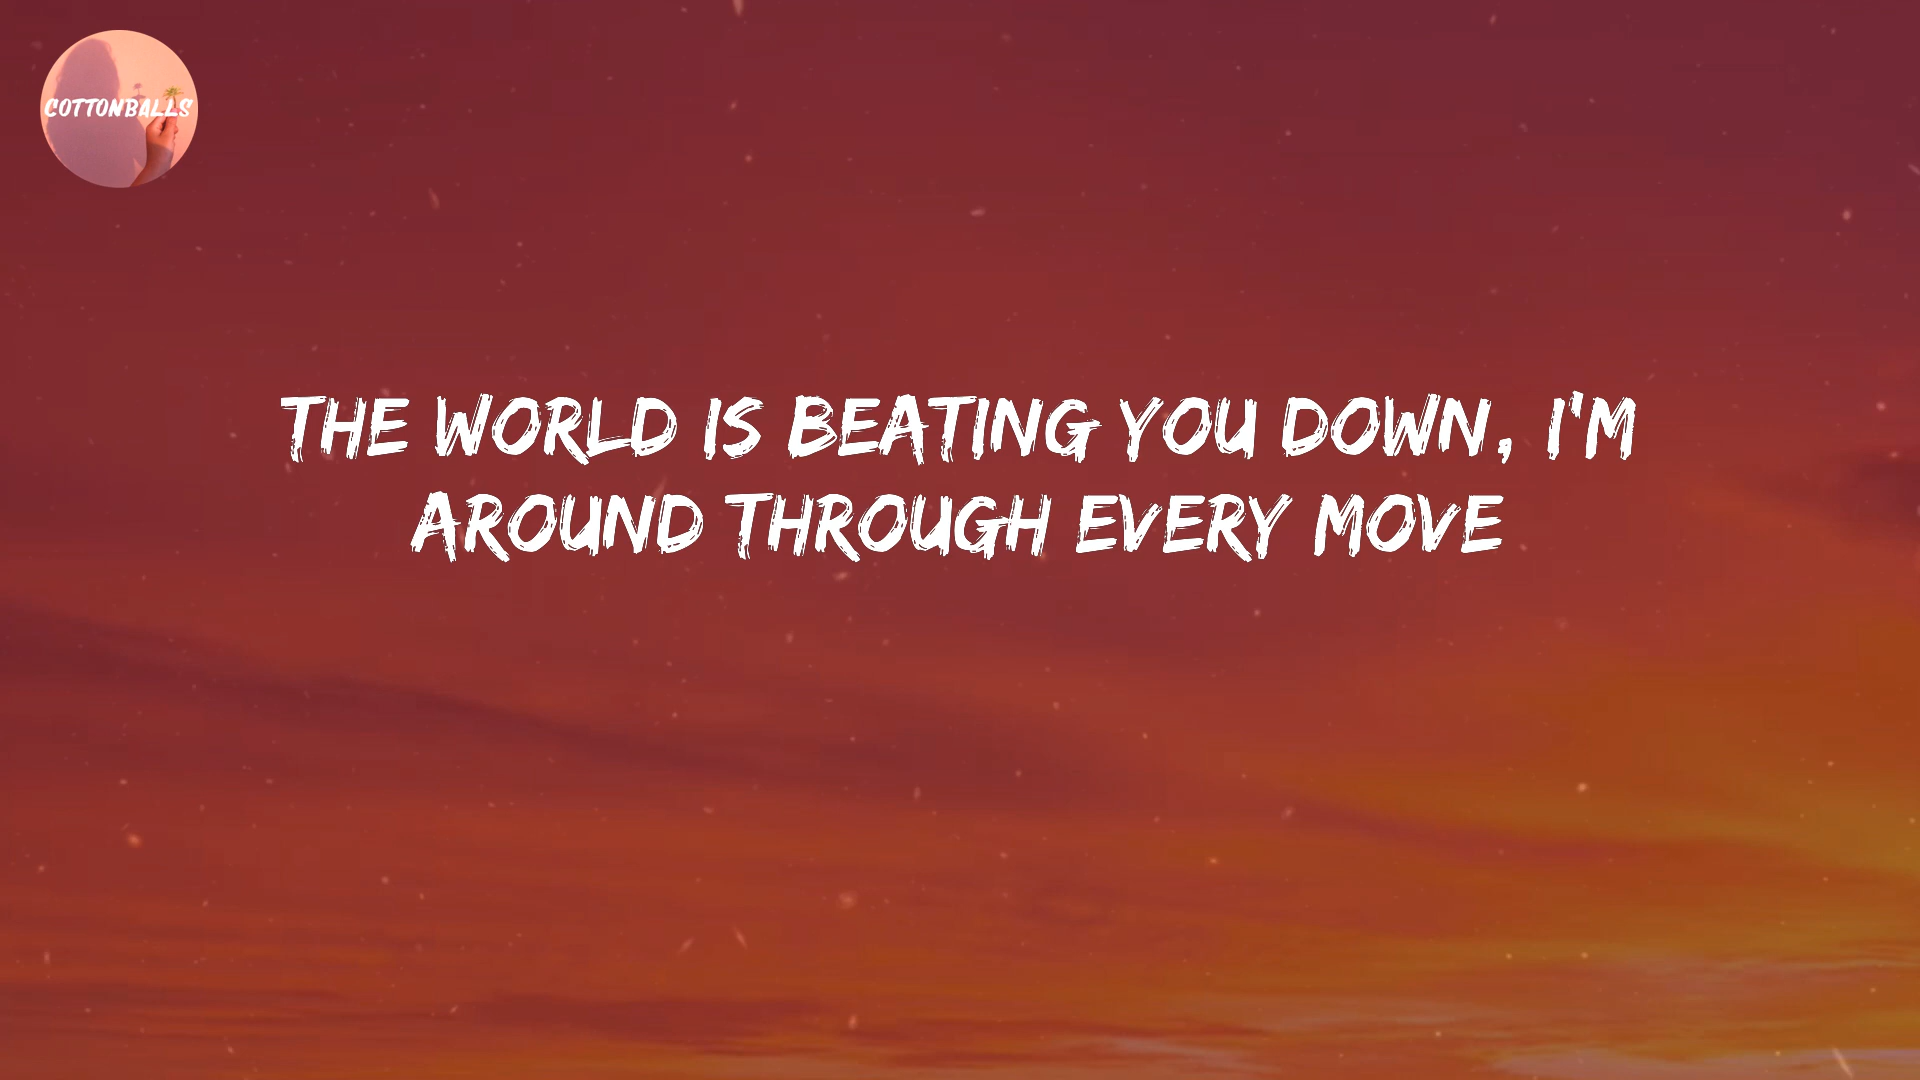 COTTONBALLS
THE WORLD IS BEATING YOU DOWN, I'M
AROUND THROUGH EVERY MOVE